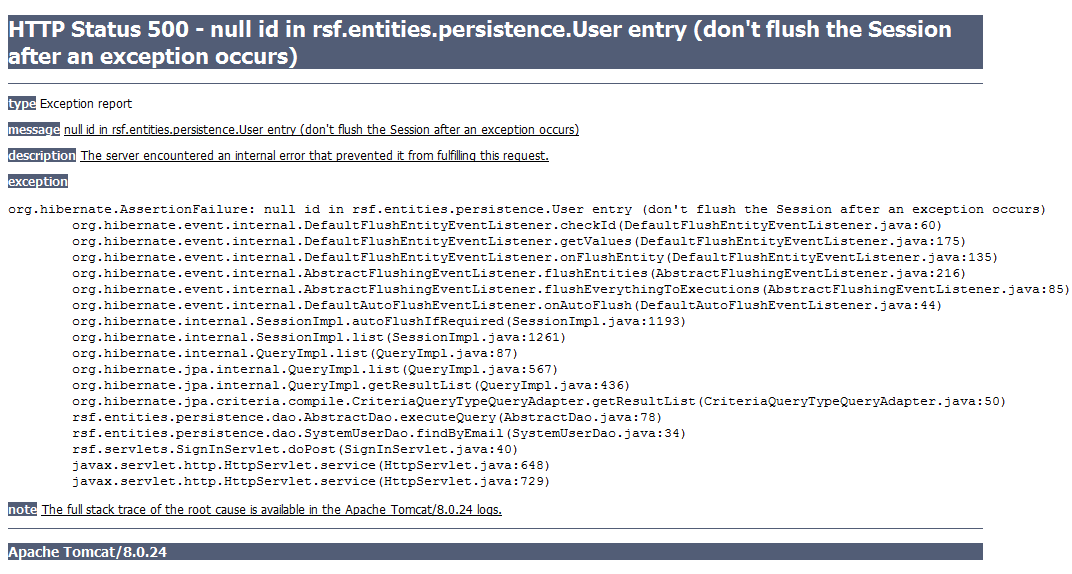 HTTP Status 500 - null id in rsf.entities.persistence.User entry (don't flush the Session
after an exception occurs)
type Exception report
message null id in rsf.entities.persistence.User entry (don't flush the Session after an exception occurs)
description The server encountered an internal error that prevented it from fulfilling this request.
exception
org.hibernate.AssertionFailure: null id in rsf.entities.persistence.User entry (don't flush the Session after an exception occurs)
org.hibernate.event.internal.DefaultFlushEntityEventListener.checkId(DefaultFlushEntityEventListener.java:60)
org.hibernate.event.internal.DefaultFlushEntityEventListener.getValues(DefaultFlushEntityEventListener.java:175)
org.hibernate.event.internal.DefaultFlushEntityEventListener.onFlushEntity(DefaultFlushEntityEventListener.java:135)
org.hibernate.event.internal.AbstractFlushingEventListener.flushEntities(AbstractFlushingEventListener.java:216)
org.hibernate.event.internal.AbstractFlushingEventListener.flushEverythingToExecutions(AbstractFlushingEventListener.java:85)
org.hibernate.event.internal.DefaultAutoFlushEventListener.onAutoFlush(DefaultAutoFlushEventListener.java:44)
org.hibernate.internal.SessionImpl.autoFlushIfRequired(SessionImpl.java:1193)
org.hibernate.internal.SessionImpl.list(SessionImpl.java:1261)
org.hibernate.internal.QueryImpl.list(QueryImpl.java:87)
org.hibernate.jpa.internal.QueryImpl.list(QueryImpl.java:567)
org.hibernate.jpa.internal.QueryImpl.getResultList(QueryImpl.java:436)
org.hibernate.jpa.criteria.compile.CriteriaQueryTypeQueryAdapter.getResultList(CriteriaQueryTypeQueryAdapter.java:50)
rsf.entities.persistence.dao.AbstractDao.executeQuery(AbstractDao.java:78)
rsf.entities.persistence.dao.SystemUserDao.findByEmail(SystemUserDao.java:34)
rsf.servlets.SignInServlet.doPost(SignInServlet.java:40)
javax.servlet.http.HttpServlet.service(HttpServlet.java:648)
javax.servlet.http.HttpServlet.service(HttpServlet.java:729)
note The full stack trace of the root cause is available in the Apache Tomcat/8.0.24 logs.
Apache Tomcat/8.0.24